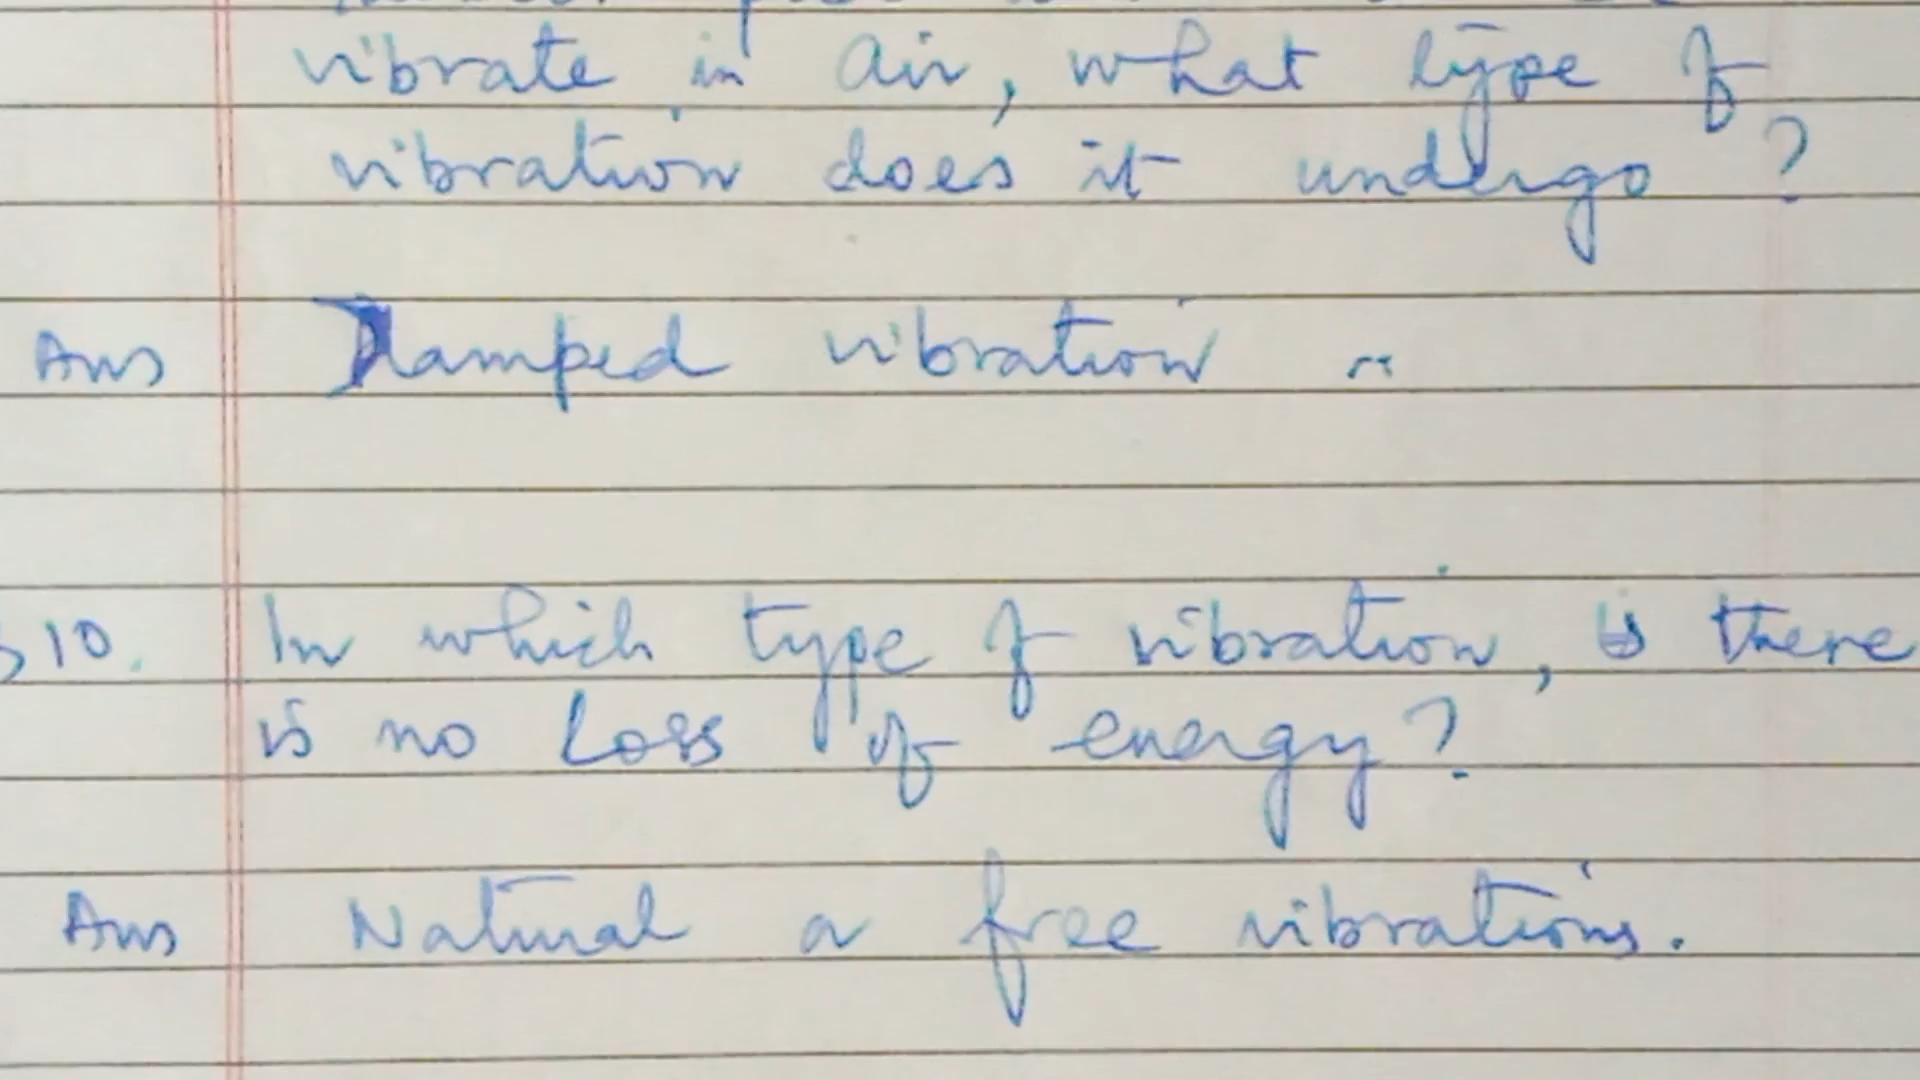 vibrate in air, what type of
vibration does it undergo?
Ans Damped vibration
10. In which type of vibration, is there
is no loss of energy?
Ans Natural or free vibrations.